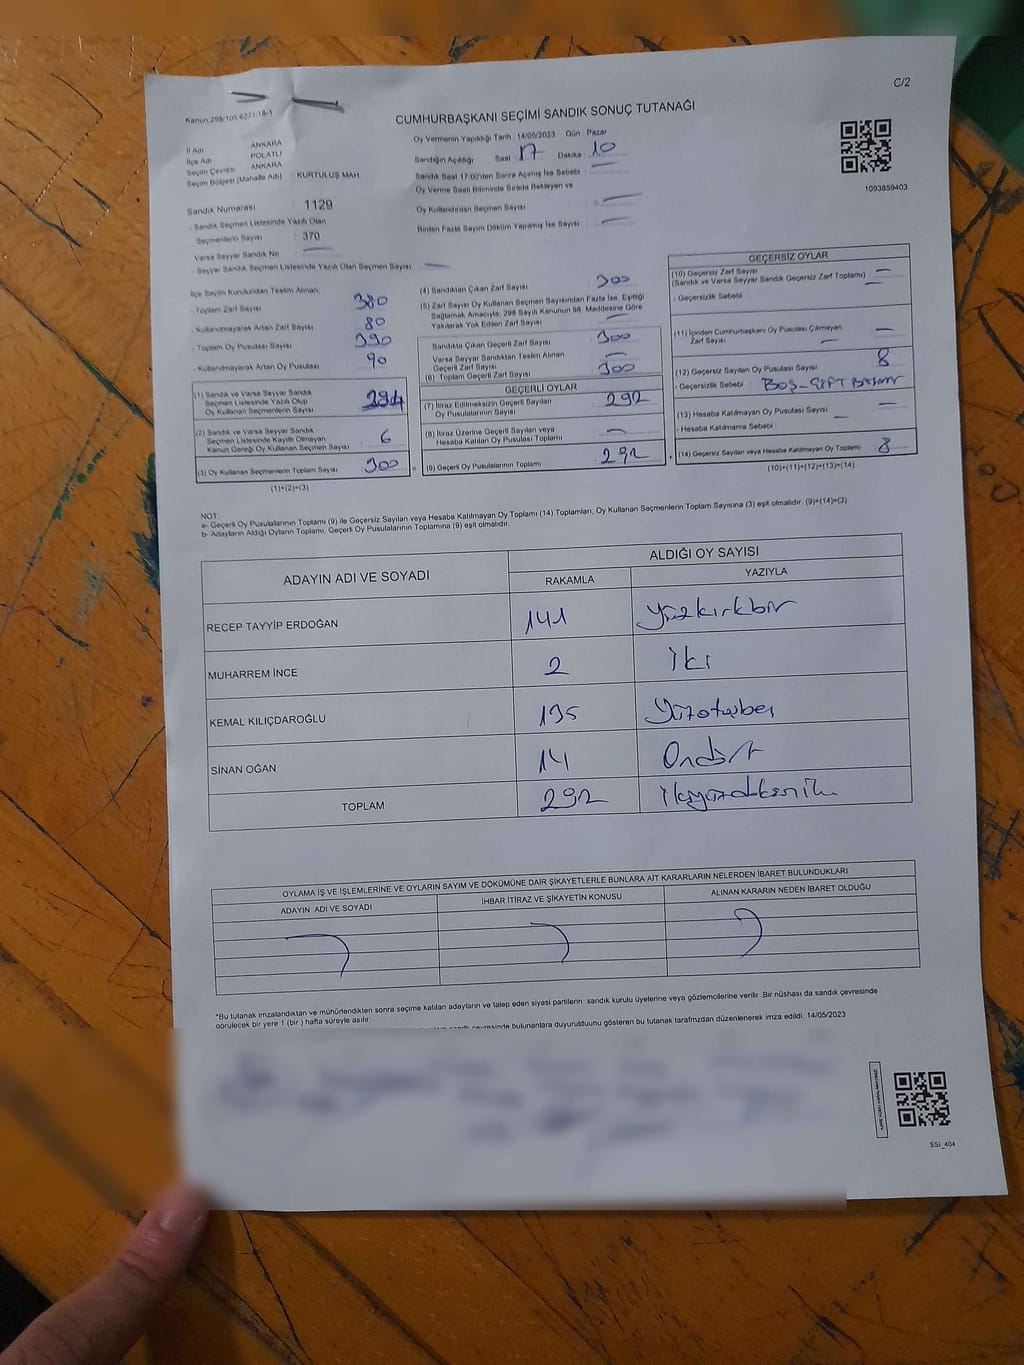 C/2
Kanun:298/105,6271/18-1
CUMHURBAŞKANI SEÇİMİ SANDIK SONUÇ TUTANAĞI
İl Adı ANKARA
İlçe Adı POLATLI
Seçim Çevresi ANKARA
Seçim Bölgesi (Mahalle Adı) : KURTULUŞ MAH.
Sandık Numarası : 1129
- Sandık Seçmen Listesinde Yazılı Olan
Seçmenlerin Sayısı : 370
Varsa Seyyar Sandık No : —
- Seyyar Sandık Seçmen Listesinde Yazılı Olan Seçmen Sayısı —
Oy Vermenin Yapıldığı Tarih : 14/05/2023 Gün : Pazar
Sandığın Açıldığı Saat : 17 Dakika : 10
Sandık Saat 17:00'den Sonra Açılmış İse Sebebi : —
Oy Verme Saati Bitiminde Sırada Bekleyen ve
Oy Kullandırılan Seçmen Sayısı : —
Birden Fazla Sayım Döküm Yapılmış İse Sayısı : —
1093859403
İlçe Seçim Kurulundan Teslim Alınan;
- Toplam Zarf Sayısı 380
- Kullanılmayarak Artan Zarf Sayısı 80
- Toplam Oy Pusulası Sayısı 390
- Kullanılmayarak Artan Oy Pusulası 90
(1) Sandık ve Varsa Seyyar Sandık
Seçmen Listesinde Yazılı Olup
Oy Kullanan Seçmenlerin Sayısı 294
(2) Sandık ve Varsa Seyyar Sandık
Seçmen Listesinde Kayıtlı Olmayan
Kanun Gereği Oy Kullanan Seçmen Sayısı 6
(3) Oy Kullanan Seçmenlerin Toplam Sayısı 300
(1)+(2)=(3)
(4) Sandıktan Çıkan Zarf Sayısı 300
(5) Zarf Sayısı Oy Kullanan Seçmen Sayısından Fazla İse, Eşitliği
Sağlamak Amacıyla, 298 Sayılı Kanunun 98. Maddesine Göre
Yakılarak Yok Edilen Zarf Sayısı —
Sandıkta Çıkan Geçerli Zarf Sayısı 300
Varsa Seyyar Sandıktan Teslim Alınan
Geçerli Zarf Sayısı —
(6) Toplam Geçerli Zarf Sayısı 300
GEÇERLİ OYLAR
(7) İtiraz Edilmeksizin Geçerli Sayılan
Oy Pusulalarının Sayısı 292
(8) İtiraz Üzerine Geçerli Sayılan veya
Hesaba Katılan Oy Pusulası Toplamı —
(9) Geçerli Oy Pusulalarının Toplamı 292
GEÇERSİZ OYLAR
(10) Geçersiz Zarf Sayısı —
(Sandık ve Varsa Seyyar Sandık Geçersiz Zarf Toplamı) —
- Geçersizlik Sebebi :
(11) İçinden Cumhurbaşkanı Oy Pusulası Çıkmayan
Zarf Sayısı —
(12) Geçersiz Sayılan Oy Pusulası Sayısı 8
- Geçersizlik Sebebi : BOŞ-ÇİFT BASIM
(13) Hesaba Katılmayan Oy Pusulası Sayısı —
- Hesaba Katılmama Sebebi :
(14) Geçersiz Sayılan veya Hesaba Katılmayan Oy Toplamı 8
(10)+(11)+(12)+(13)=(14)
NOT:
a- Geçerli Oy Pusulalarının Toplamı (9) ile Geçersiz Sayılan veya Hesaba Katılmayan Oy Toplamı (14) Toplamları, Oy Kullanan Seçmenlerin Toplam Sayısına (3) eşit olmalıdır. (9)+(14)=(3)
b- Adayların Aldığı Oyların Toplamı, Geçerli Oy Pusulalarının Toplamına (9) eşit olmalıdır.
ADAYIN ADI VE SOYADI ALDIĞI OY SAYISI
RAKAMLA YAZIYLA
RECEP TAYYİP ERDOĞAN 141 Yüzkırkbir
MUHARREM İNCE 2 İki
KEMAL KILIÇDAROĞLU 135 Yüzotuzbeş
SİNAN OĞAN 14 Ondört
TOPLAM 292 İkiyüzdoksaniki
OYLAMA İŞ VE İŞLEMLERİNE VE OYLARIN SAYIM VE DÖKÜMÜNE DAİR ŞİKAYETLERLE BUNLARA AİT KARARLARIN NELERDEN İBARET BULUNDUKLARI
ADAYIN ADI VE SOYADI İHBAR İTİRAZ VE ŞİKAYETİN KONUSU ALINAN KARARIN NEDEN İBARET OLDUĞU
*Bu tutanak imzalandıktan ve mühürlendikten sonra seçime katılan adayların ve talep eden siyasi partilerin sandık kurulu üyelerine veya gözlemcilerine verilir. Bir nüshası da sandık çevresinde
görülecek bir yere 1 (bir) hafta süreyle asılır.
sandık çevresinde bulunanlara duyurulduunu gösteren bu tutanak tarafımızdan düzenlenerek imza edildi. 14/05/2023
SSİ_404